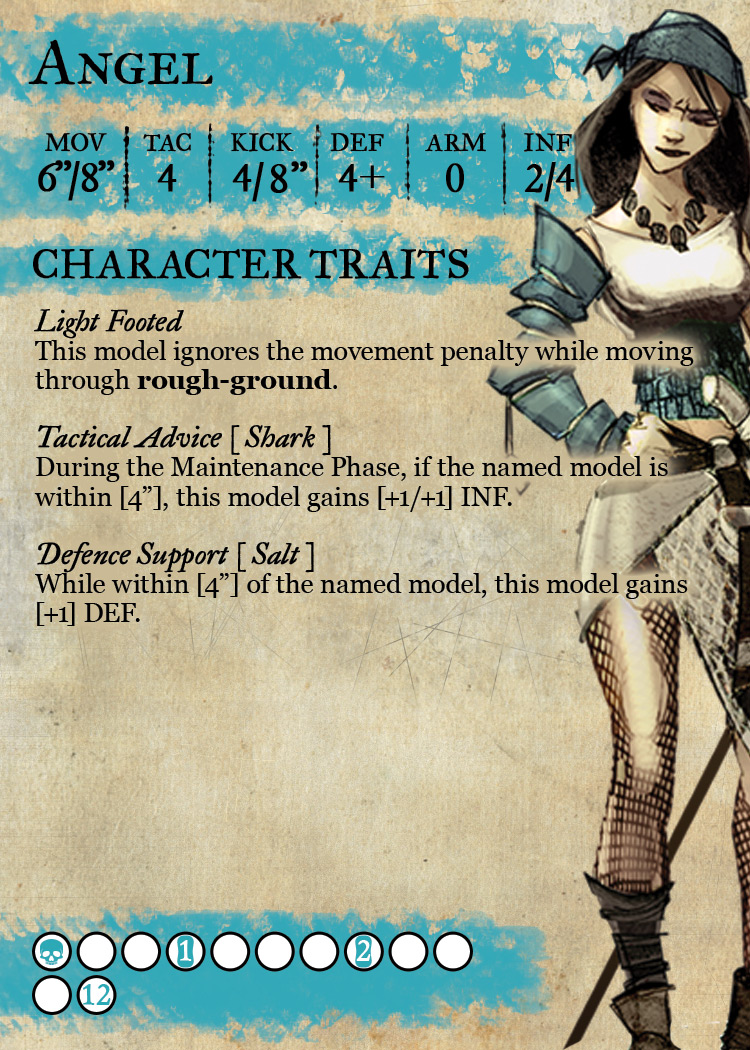 Angel
MOV TAC KICK DEF ARM INF
6”/8” 4 4/8” 4+ 0 2/4
CHARACTER TRAITS
Light Footed
This model ignores the movement penalty while moving
through rough-ground.
Tactical Advice [ Shark ]
During the Maintenance Phase, if the named model is
within [4”], this model gains [+1/+1] INF.
Defence Support [ Salt ]
While within [4”] of the named model, this model gains
[+1] DEF.
1 2
12